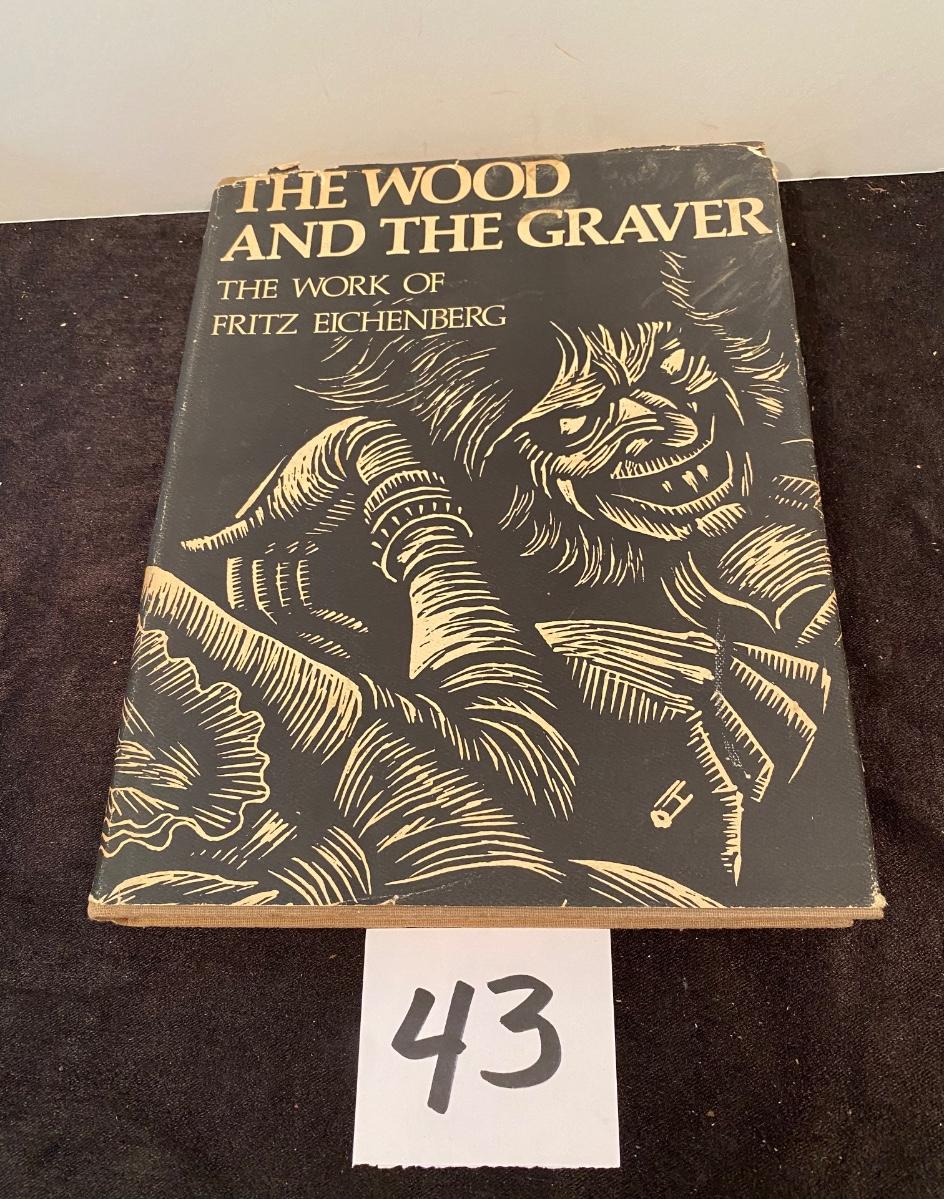 THE WOOD
AND THE GRAVER
THE WORK OF
FRITZ EICHENBERG
43